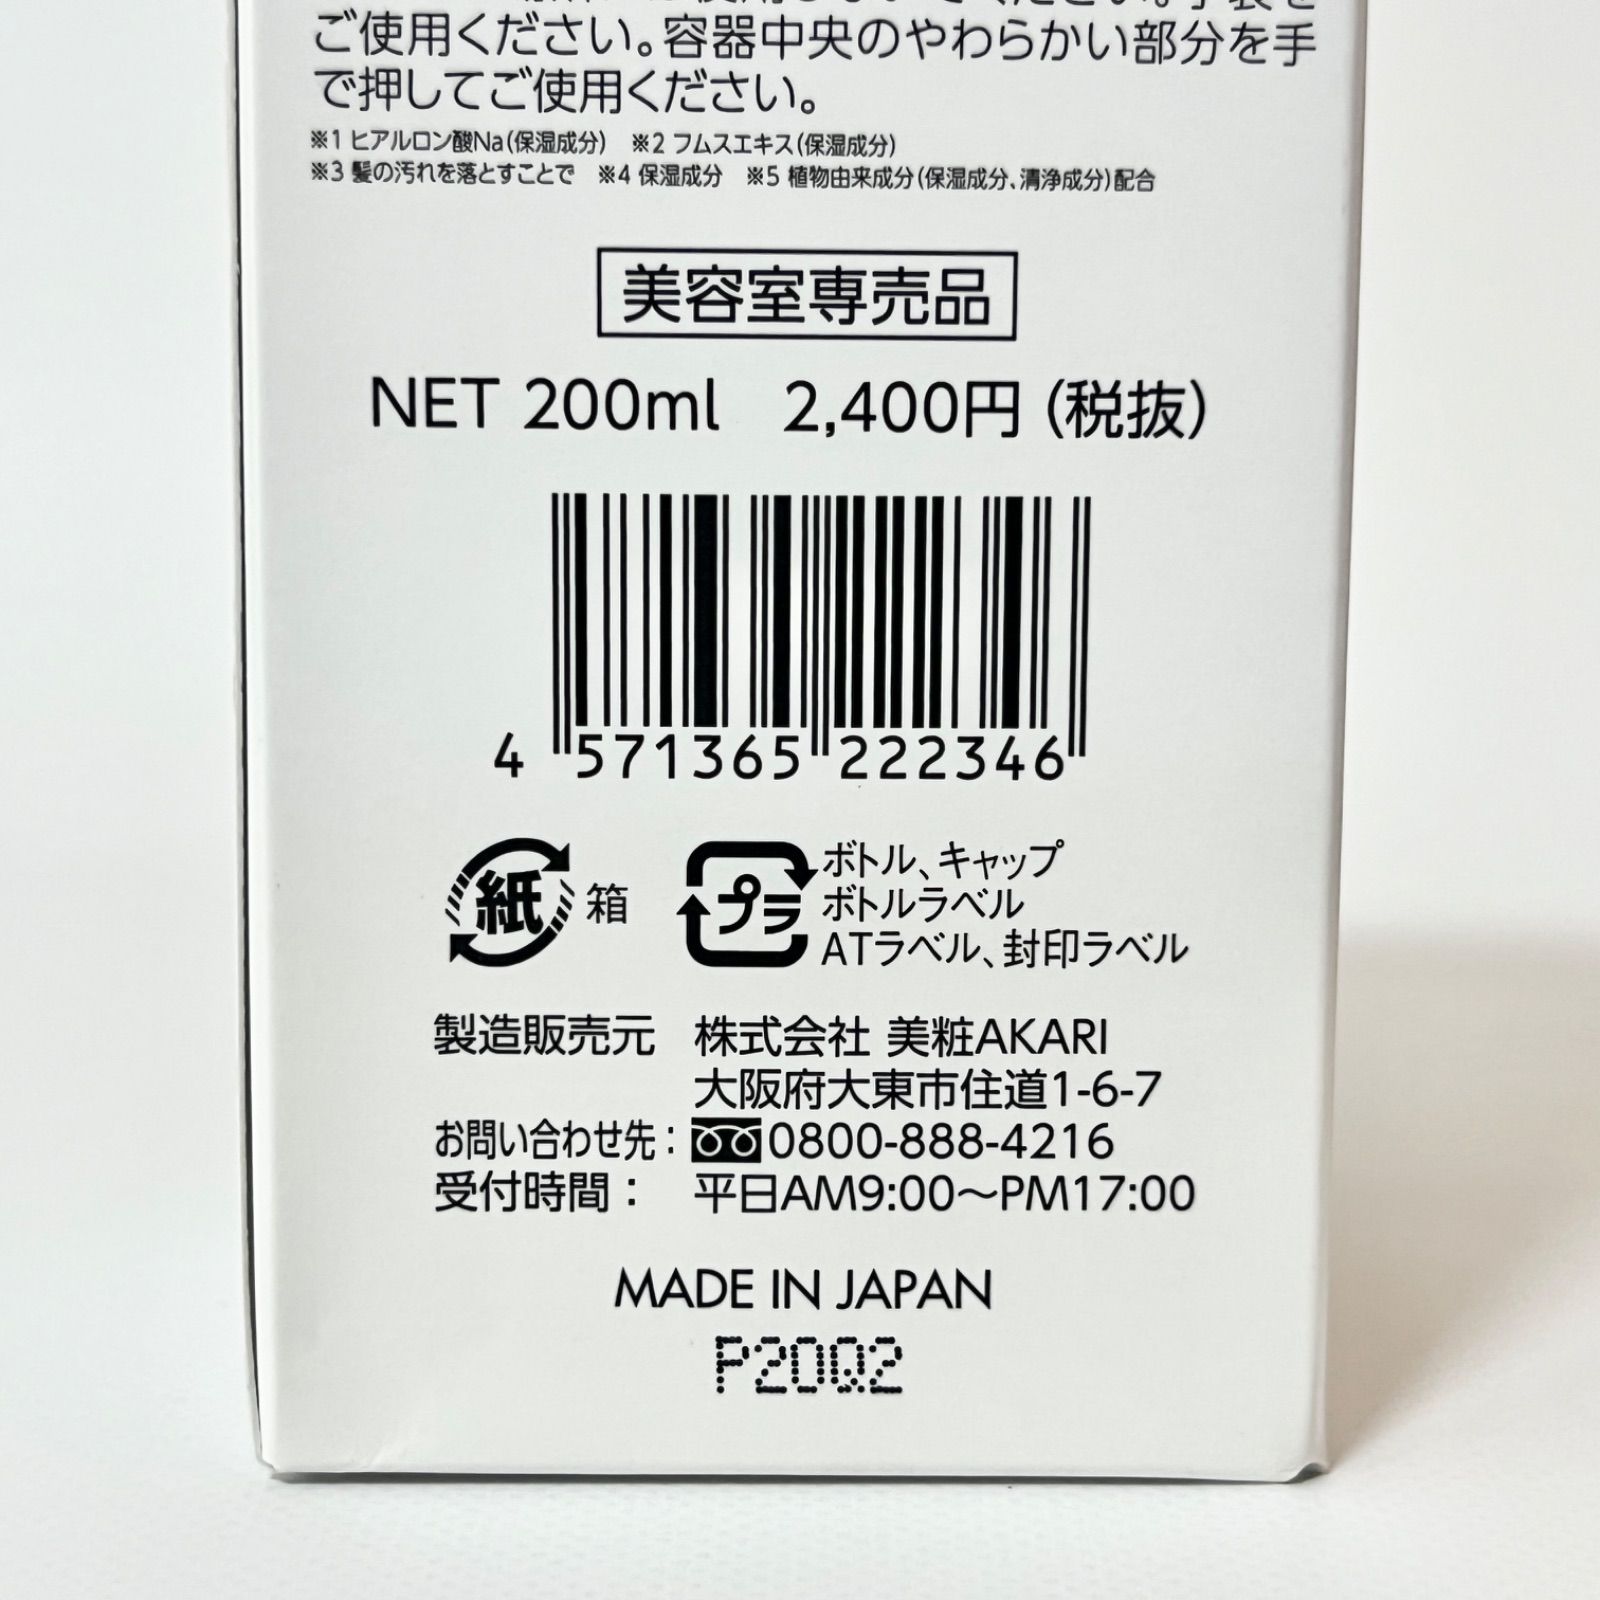 ご使用ください。容器中央のやわらかい部分を手
で押してご使用ください。
※1 ヒアルロン酸Na(保湿成分) ※2 フムスエキス(保湿成分)
※3 髪の汚れを落とすことで ※4 保湿成分 ※5 植物由来成分(保湿成分、清浄成分)配合
美容室専売品
NET 200ml 2,400円(税抜)
4 571365 222346
紙 箱
プラ
ボトル、キャップ
ボトルラベル
ATラベル、封印ラベル
製造販売元 株式会社 美粧AKARI
大阪府大東市住道1-6-7
お問い合わせ先: 0800-888-4216
受付時間: 平日AM9:00～PM17:00
MADE IN JAPAN
P20Q2